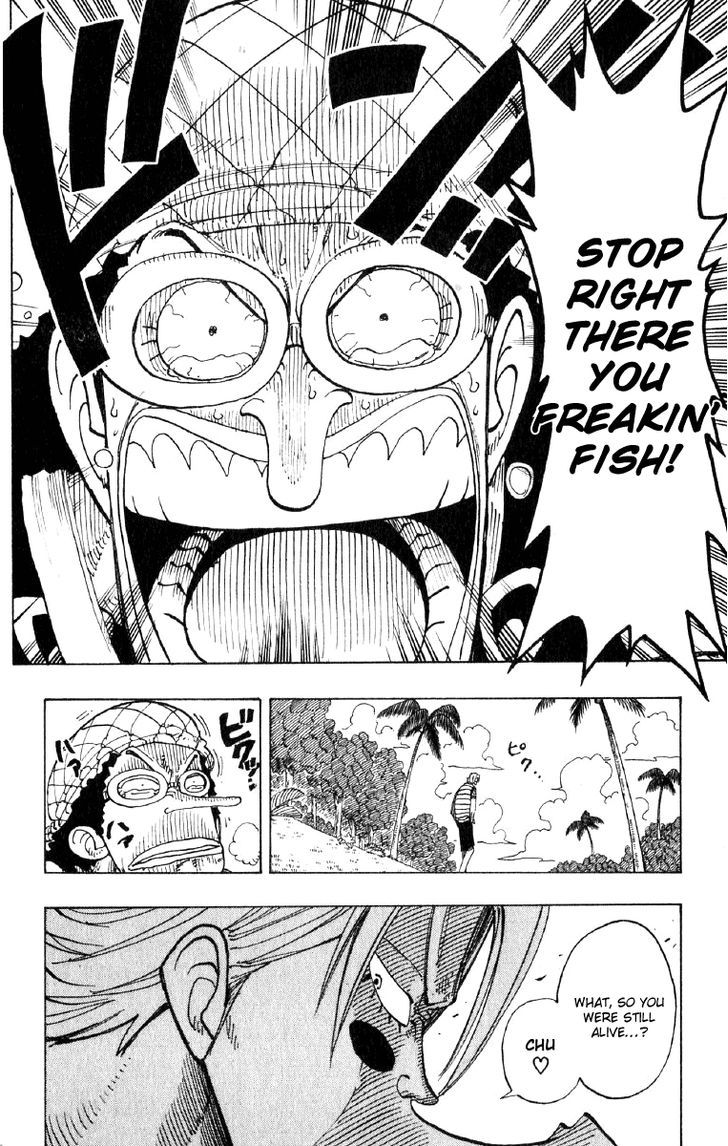 STOP
RIGHT
THERE
YOU
FREAKIN'
FISH!
ビクッ!
ピク...
WHAT, SO YOU
WERE STILL
ALIVE...?
CHU
♡